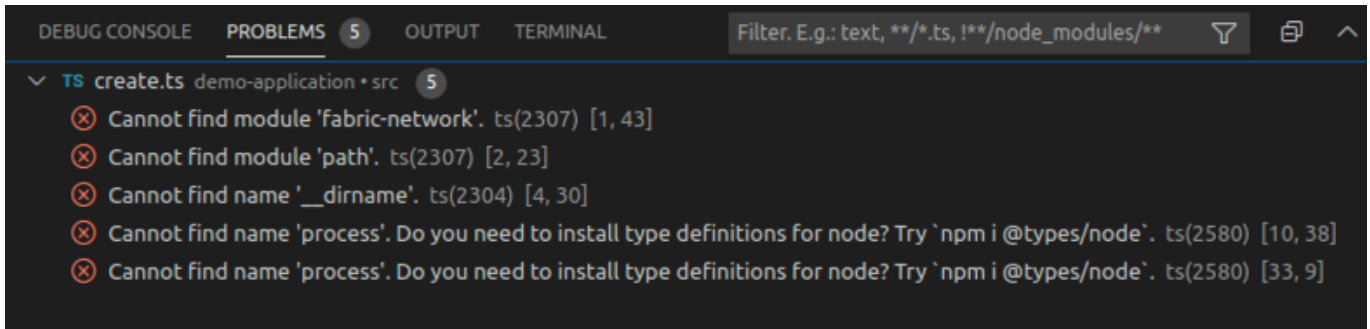 DEBUG CONSOLE PROBLEMS 5 OUTPUT TERMINAL Filter. E.g.: text, **/*.ts, !**/node_modules/**
TS create.ts demo-application • src 5
Cannot find module 'fabric-network'. ts(2307) [1, 43]
Cannot find module 'path'. ts(2307) [2, 23]
Cannot find name '__dirname'. ts(2304) [4, 30]
Cannot find name 'process'. Do you need to install type definitions for node? Try `npm i @types/node`. ts(2580) [10, 38]
Cannot find name 'process'. Do you need to install type definitions for node? Try `npm i @types/node`. ts(2580) [33, 9]